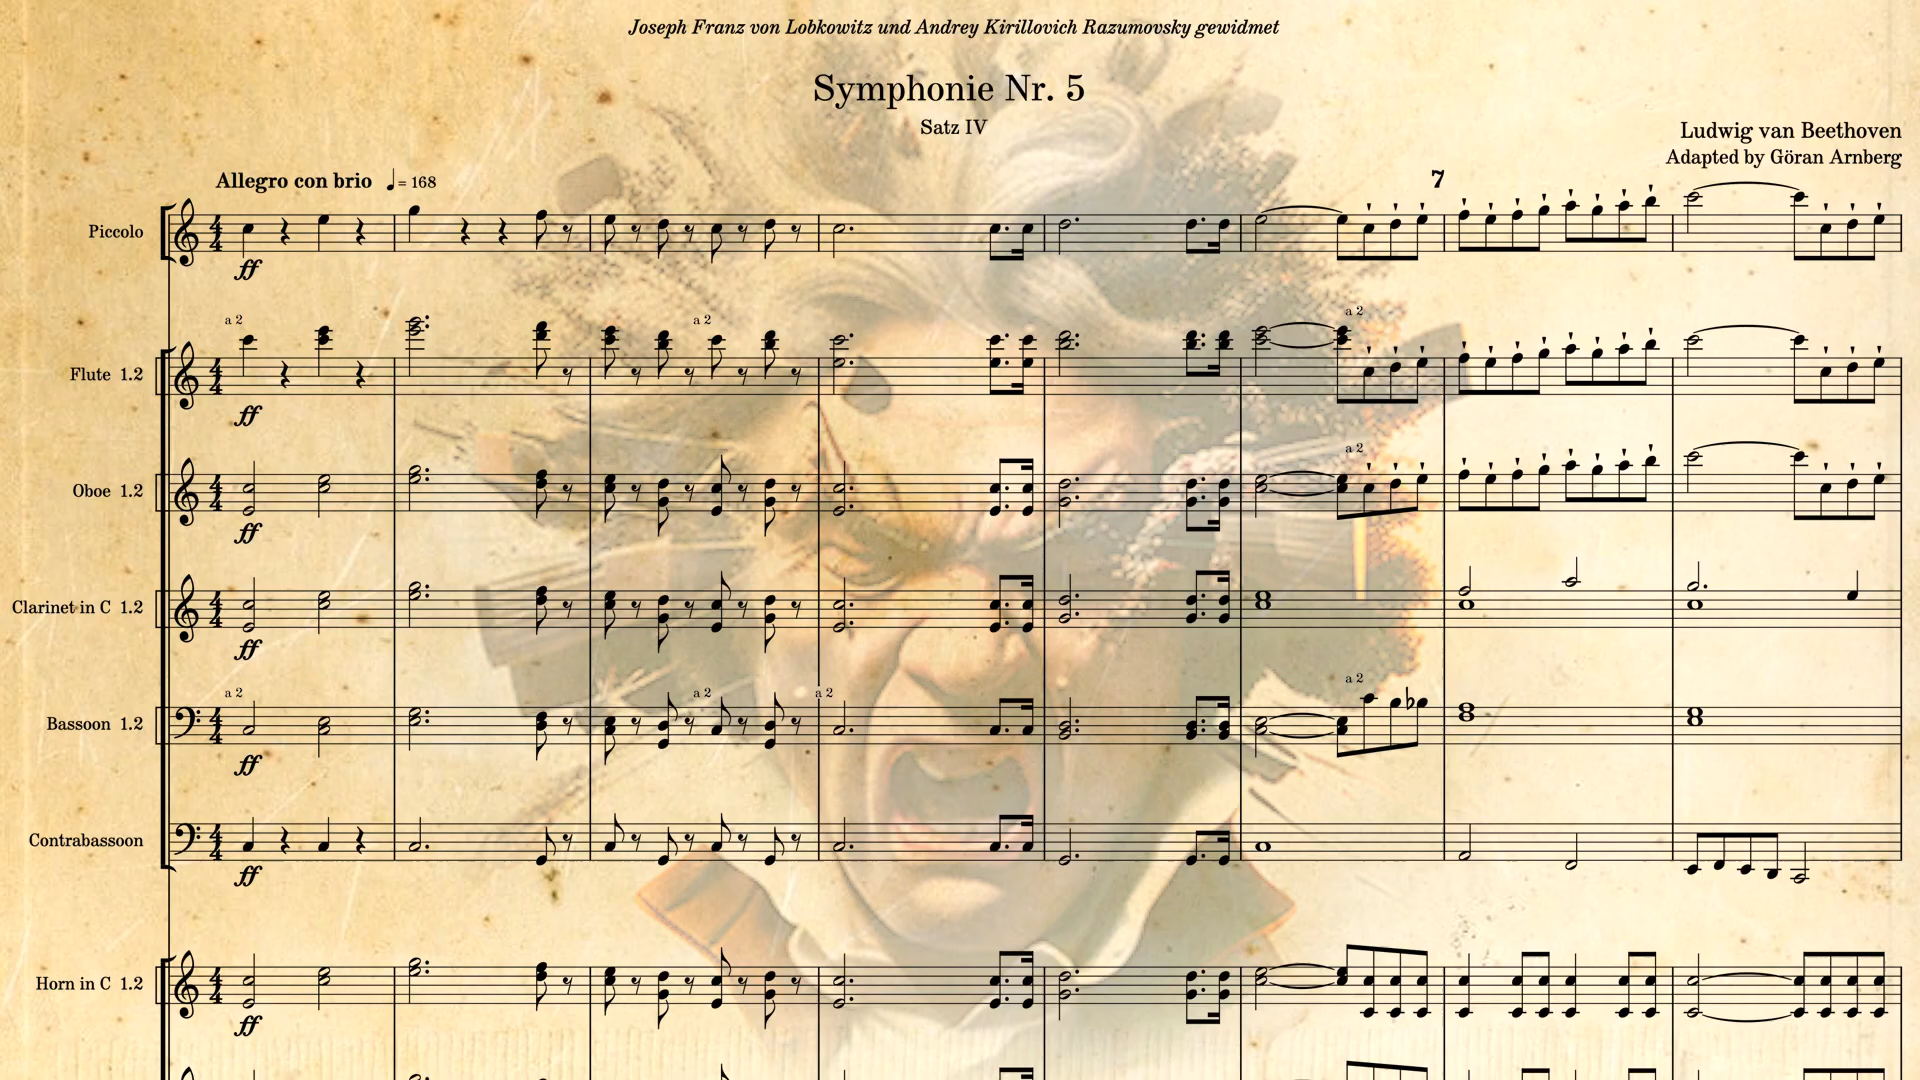 Joseph Franz von Lobkowitz und Andrey Kirillovich Razumovsky gewidmet
Symphonie Nr. 5
Satz IV
Ludwig van Beethoven
Adapted by Göran Arnberg
Allegro con brio ♩= 168
7
Piccolo
ff
a 2 a 2 a 2
Flute 1.2
ff
a 2
Oboe 1.2
ff
Clarinet in C 1.2
ff
a 2 a 2 a 2 a 2
Bassoon 1.2
ff
Contrabassoon
ff
Horn in C 1.2
ff